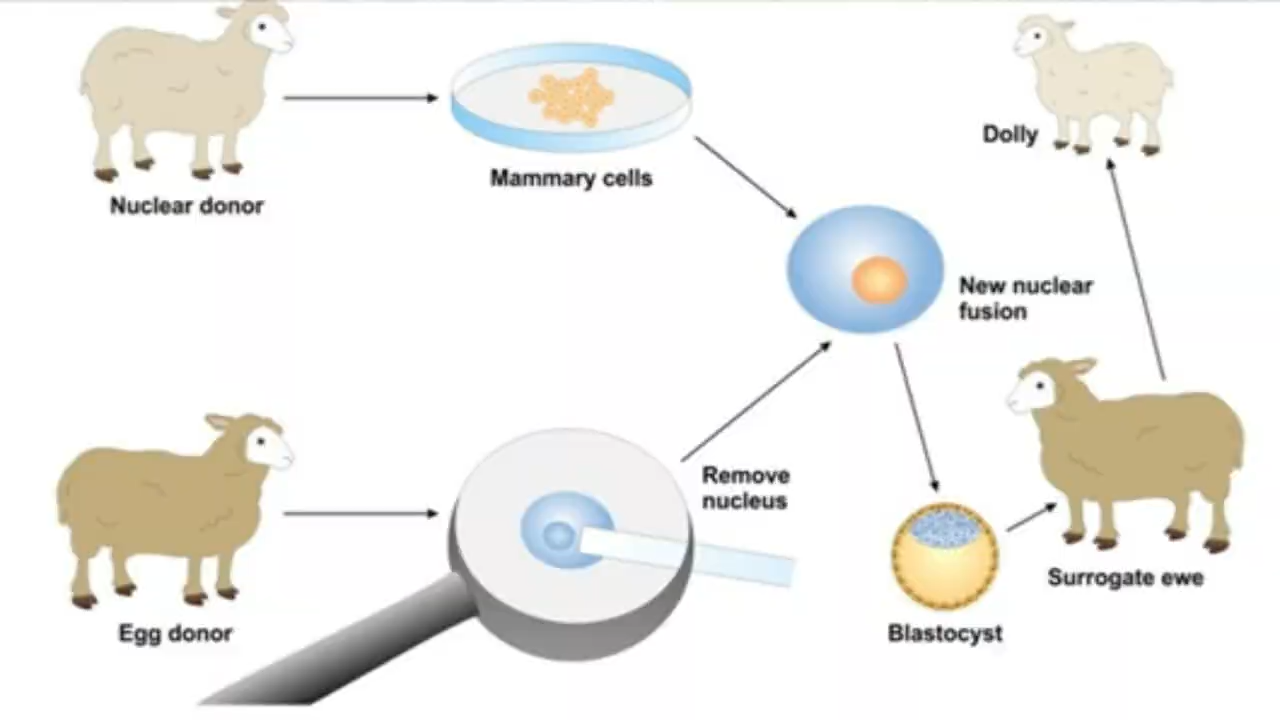 Dolly
Mammary cells
Nuclear donor
New nuclear
fusion
Remove
nucleus
Surrogate ewe
Egg donor
Blastocyst